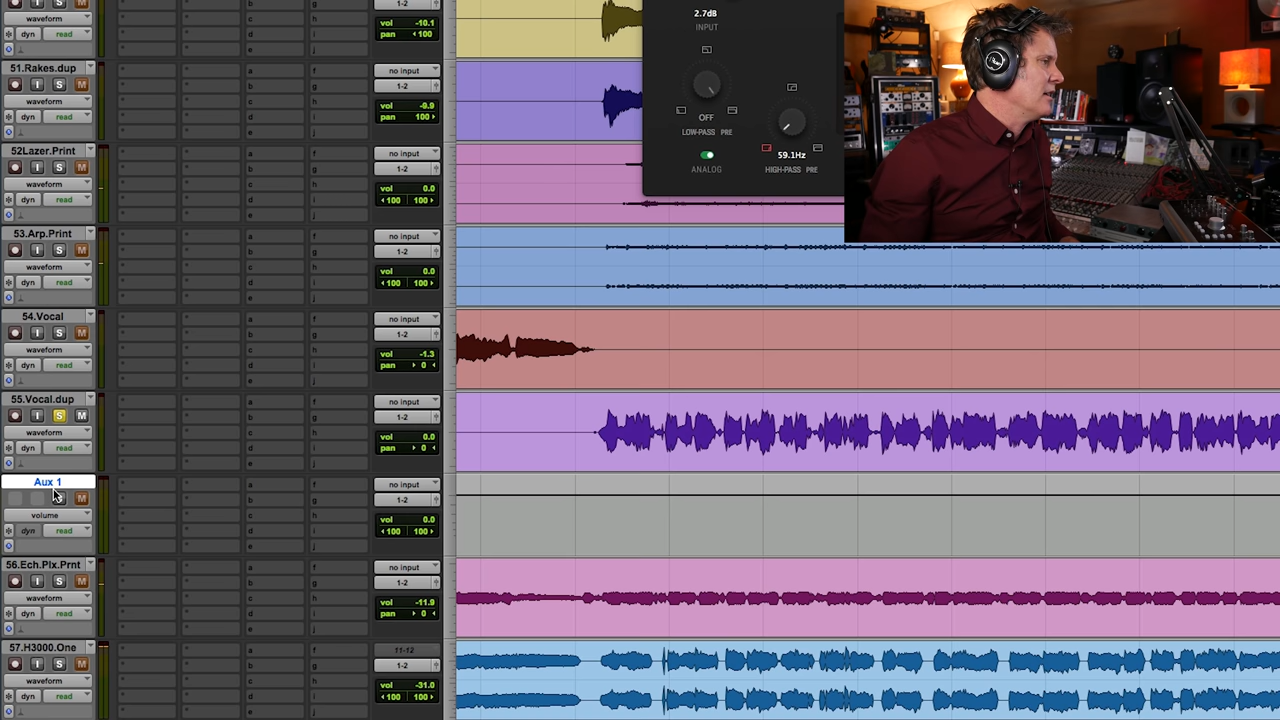 waveform
dyn
read
b
g
c
h
d
i
e
j
1-2
vol
-10.1
pan
100
2.7dB
INPUT
OFF
LOW-PASS PRE
ANALOG
59.1Hz
HIGH-PASS PRE
51.Rakes.dup
I
S
M
waveform
dyn
read
a
f
b
g
c
h
d
i
e
j
no input
1-2
vol
-9.9
pan
100
52Lazer.Print
I
S
M
waveform
dyn
read
a
f
b
g
c
h
d
i
e
j
no input
1-2
vol
0.0
100
100
53.Arp.Print
I
S
M
waveform
dyn
read
a
f
b
g
c
h
d
i
e
j
no input
1-2
vol
0.0
100
100
54.Vocal
I
S
M
waveform
dyn
read
a
f
b
g
c
h
d
i
e
j
no input
1-2
vol
-1.3
pan
0
55.Vocal.dup
I
S
M
waveform
dyn
read
a
f
b
g
c
h
d
i
e
j
no input
1-2
vol
0.0
pan
0
Aux 1
M
volume
dyn
read
a
f
b
g
c
h
d
i
e
j
no input
1-2
vol
0.0
100
100
56.Ech.Plx.Prnt
I
S
M
waveform
dyn
read
a
f
b
g
c
h
d
i
e
j
no input
1-2
vol
-11.9
pan
0
57.H3000.One
I
S
M
waveform
dyn
read
a
f
b
g
c
h
d
i
e
j
11-12
1-2
vol
-31.0
100
100